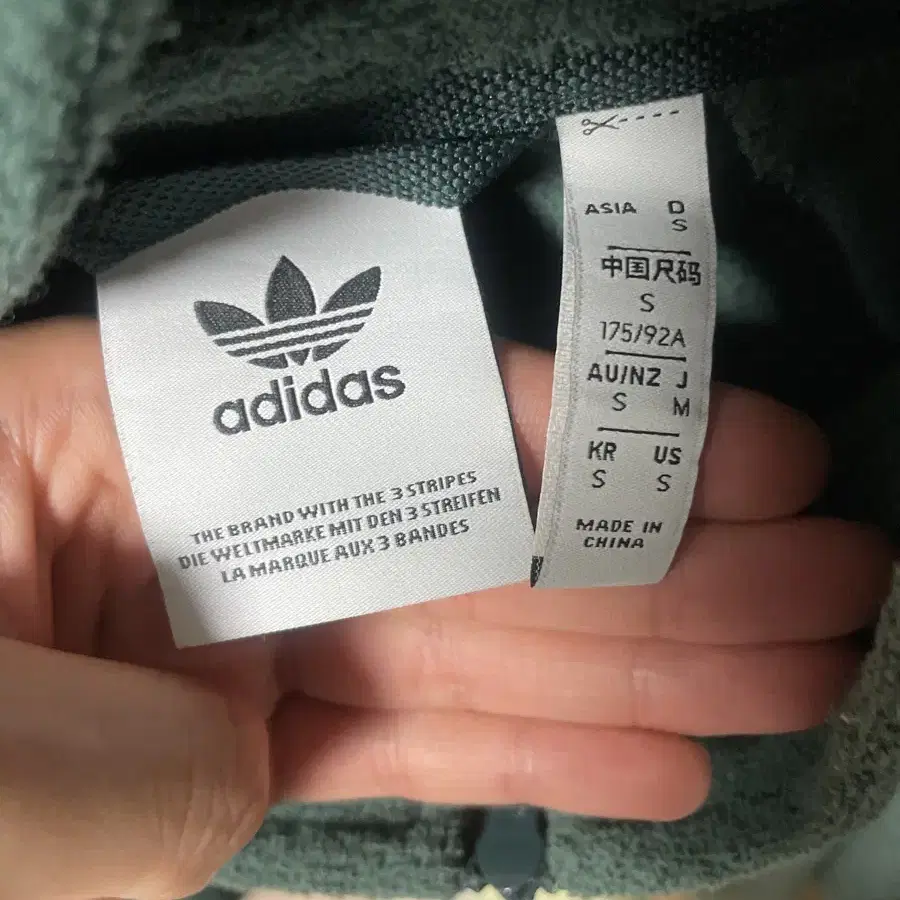 adidas
THE BRAND WITH THE 3 STRIPES
DIE WELTMARKE MIT DEN 3 STREIFEN
LA MARQUE AUX 3 BANDES
ASIA D
S
中国尺码
S
175/92A
AU/NZ J
S M
KR US
S S
MADE IN
CHINA